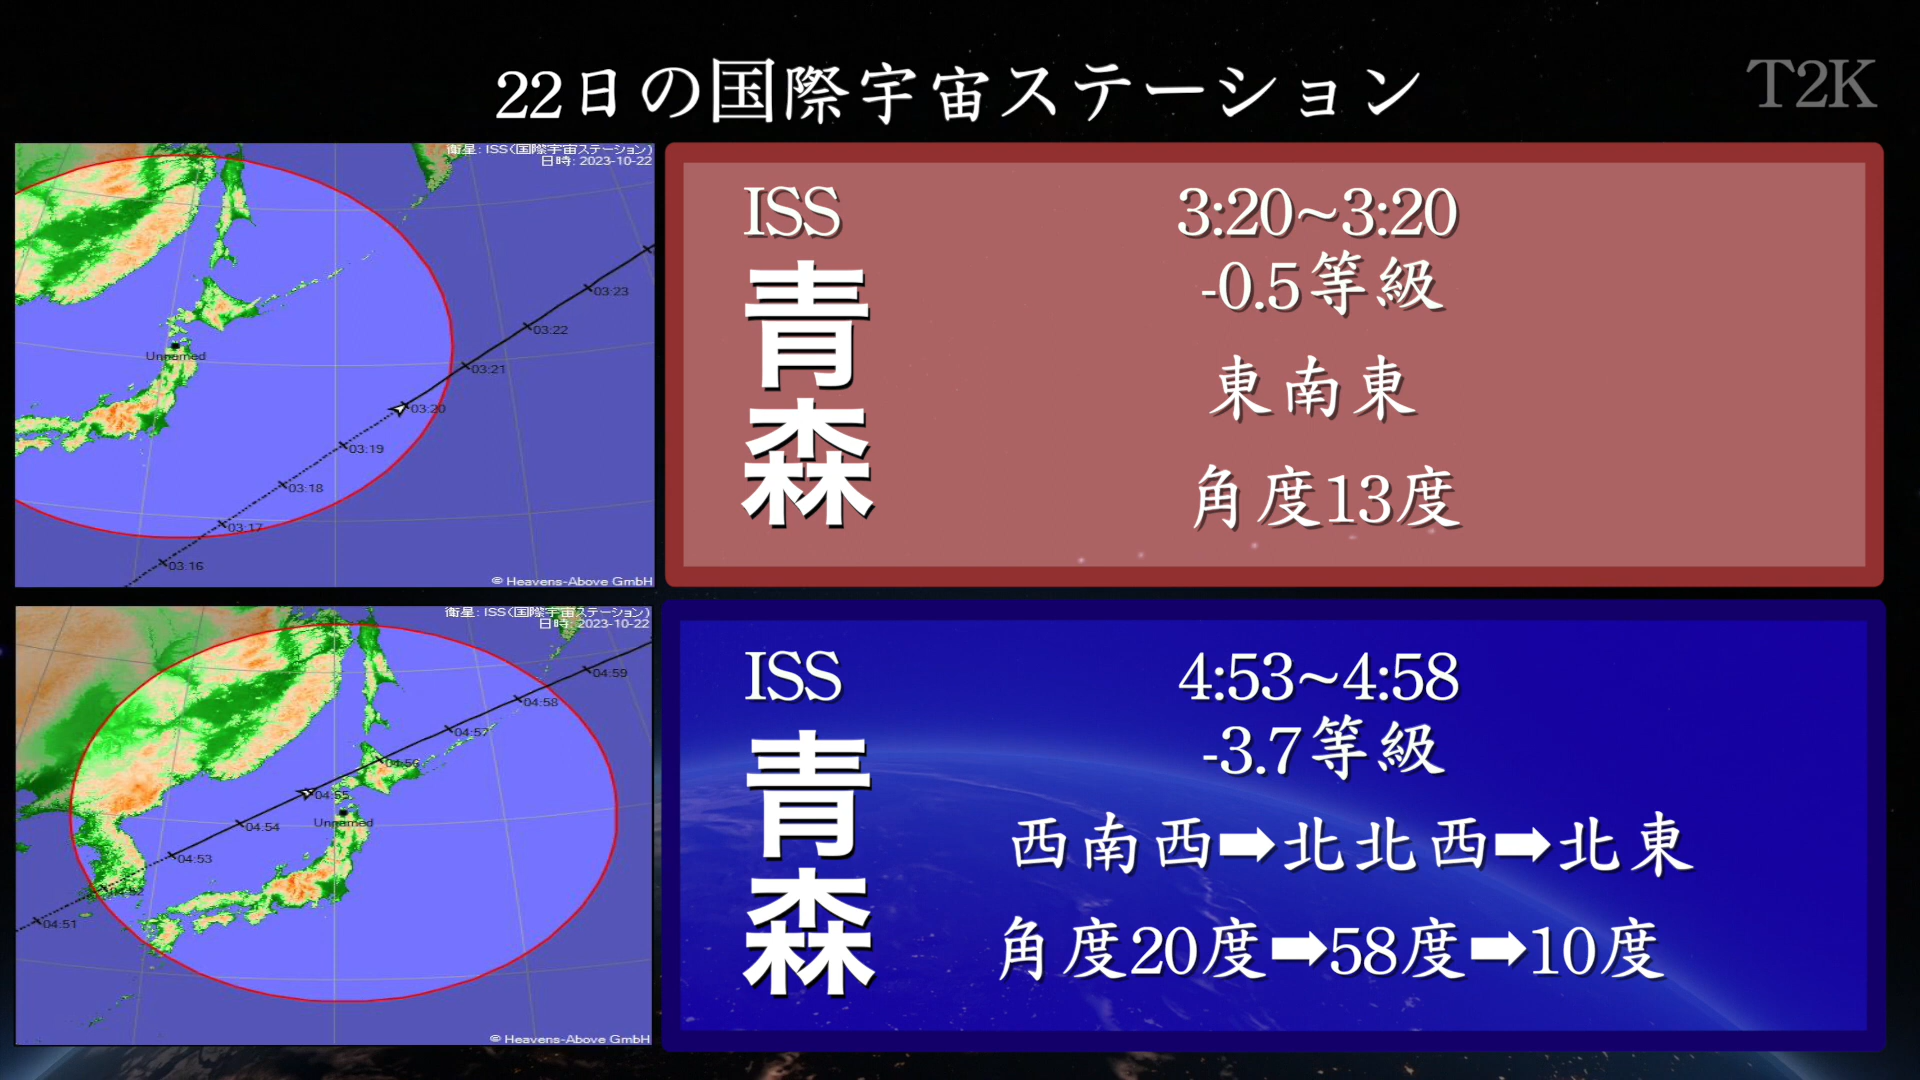 22日の国際宇宙ステーション
T2K
衛星: ISS(国際宇宙ステーション)
日時: 2023-10-22
03:23
03:22
03:21
Unnamed
03:20
03:19
03:18
03:17
03:16
© Heavens-Above GmbH
ISS
青森
3:20~3:20
-0.5等級
東南東
角度13度
衛星: ISS(国際宇宙ステーション)
日時: 2023-10-22
04:59
04:58
04:57
04:56
04:55
Unnamed
04:54
04:53
04:52
04:51
© Heavens-Above GmbH
ISS
青森
4:53~4:58
-3.7等級
西南西➡北北西➡北東
角度20度➡58度➡10度